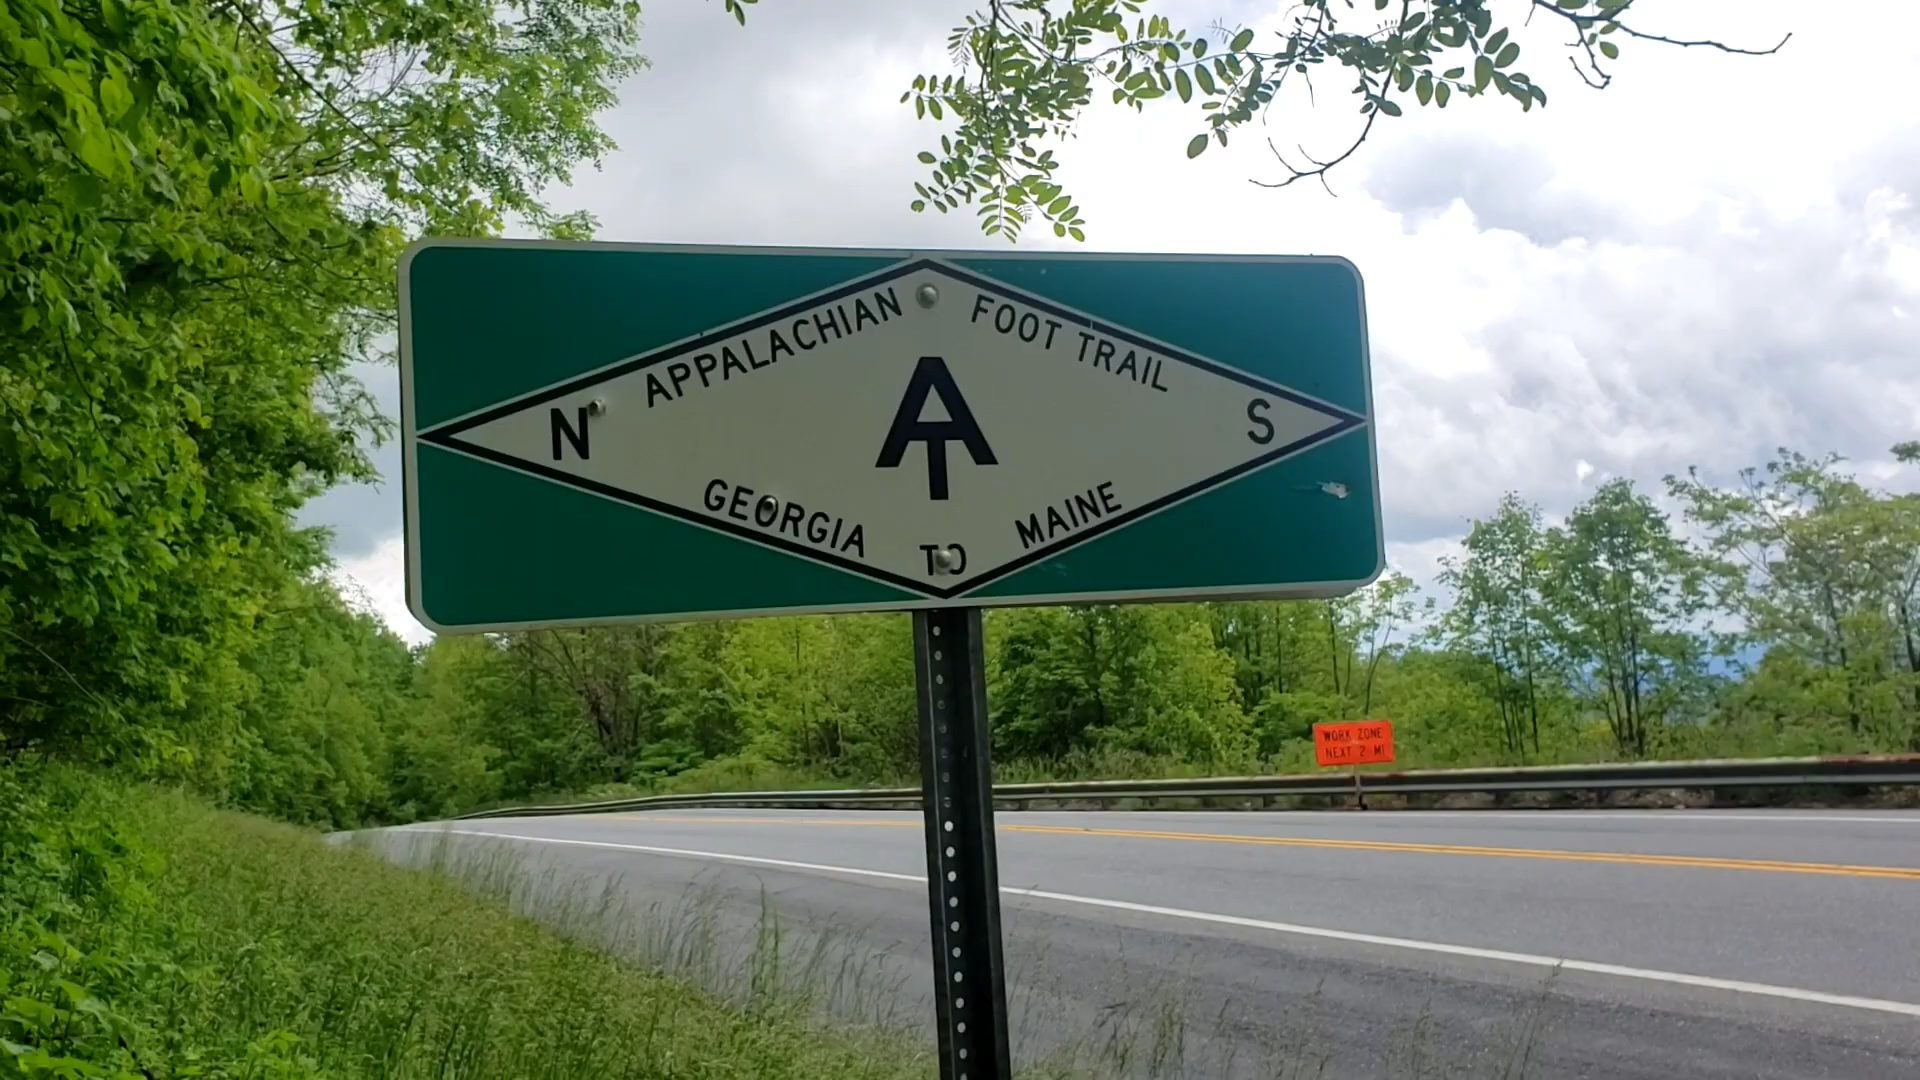 APPALACHIAN FOOT TRAIL
N AT S
GEORGIA TO MAINE
WORK ZONE
NEXT 2 MI